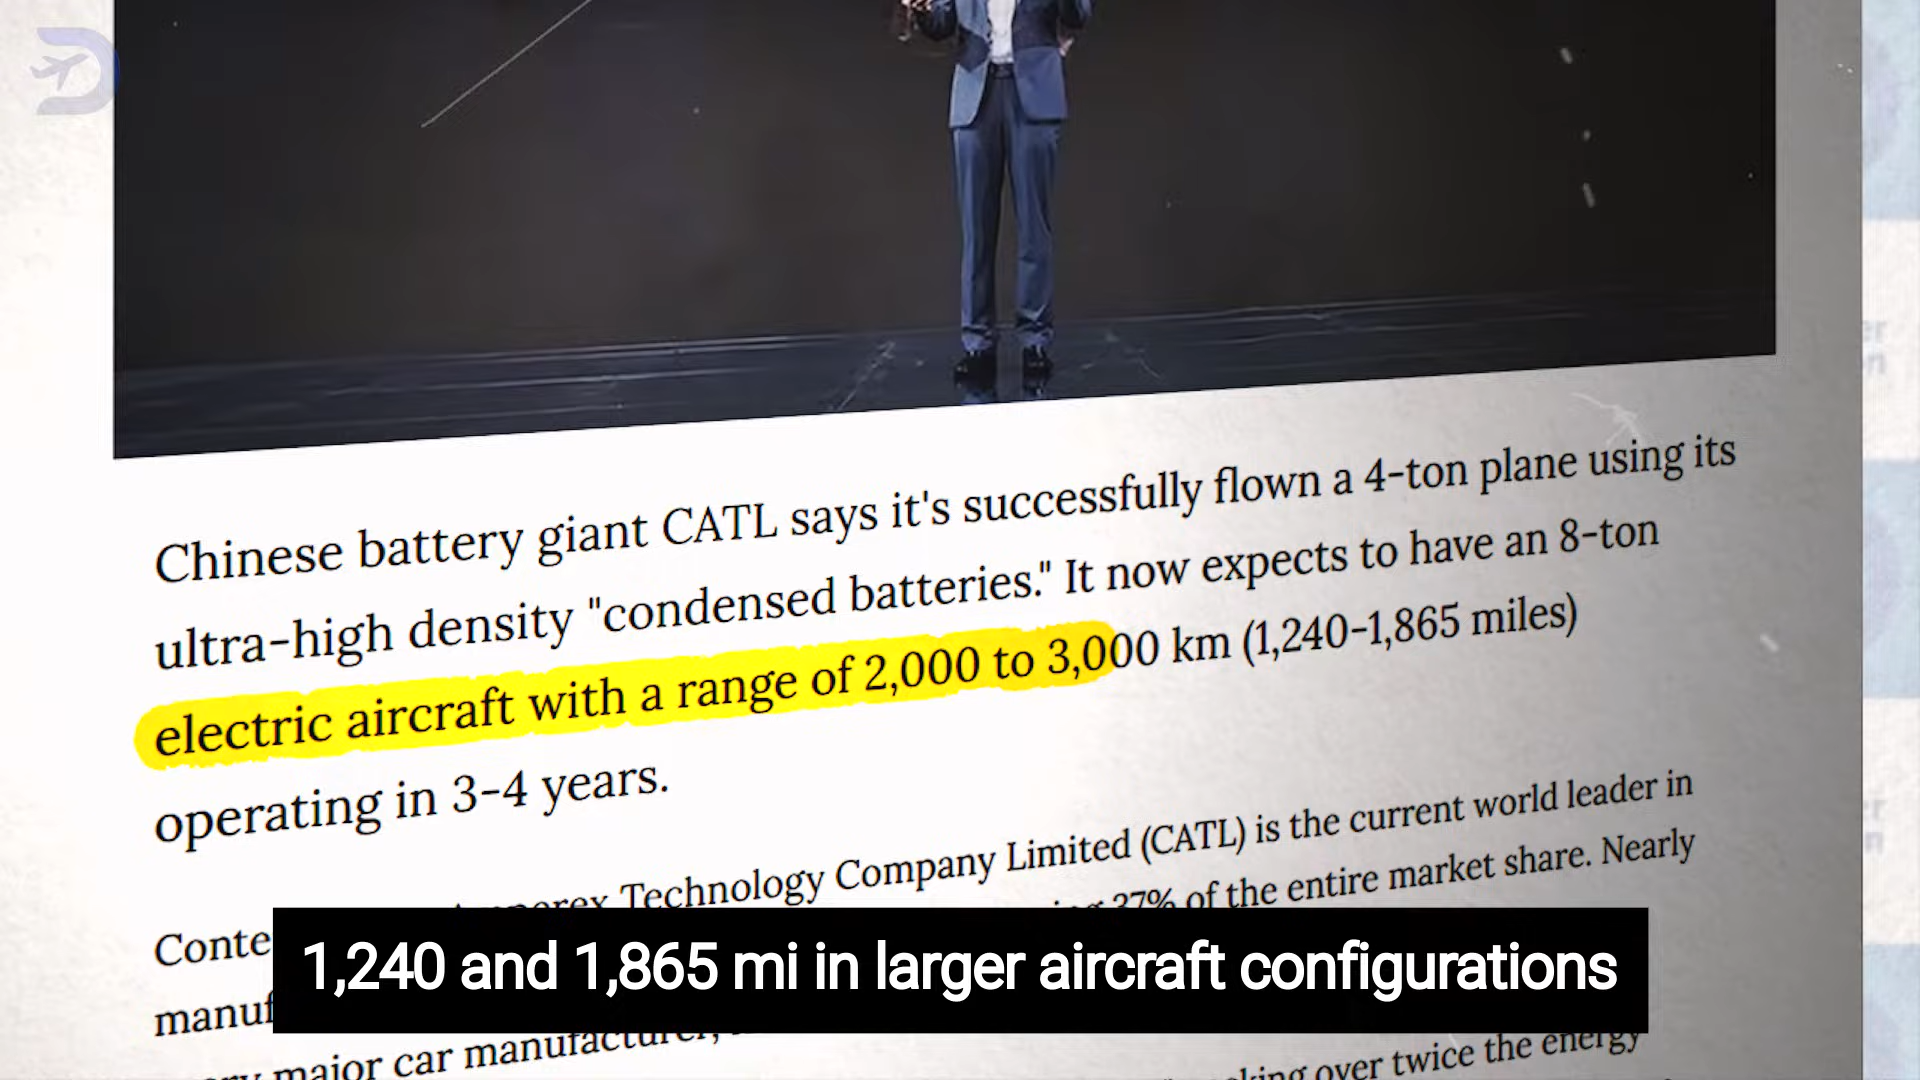 Chinese battery giant CATL says it's successfully flown a 4-ton plane using its
ultra-high density "condensed batteries." It now expects to have an 8-ton
electric aircraft with a range of 2,000 to 3,000 km (1,240-1,865 miles)
operating in 3-4 years.
Technology Company Limited (CATL) is the current world leader in
37% of the entire market share. Nearly
major car manufacturer,
over twice the energy
1,240 and 1,865 mi in larger aircraft configurations